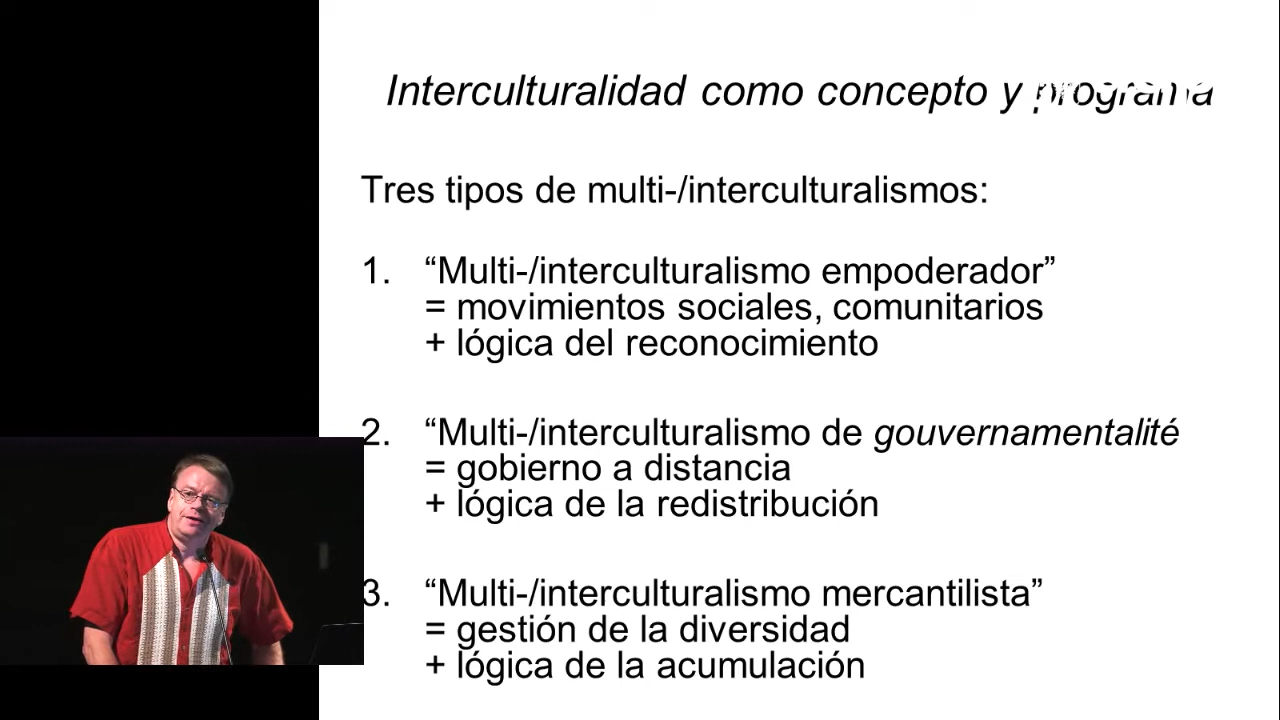 Interculturalidad como concepto y programa
Tres tipos de multi-/interculturalismos:
1. “Multi-/interculturalismo empoderador”
= movimientos sociales, comunitarios
+ lógica del reconocimiento
2. “Multi-/interculturalismo de gouvernamentalité
= gobierno a distancia
+ lógica de la redistribución
3. “Multi-/interculturalismo mercantilista”
= gestión de la diversidad
+ lógica de la acumulación